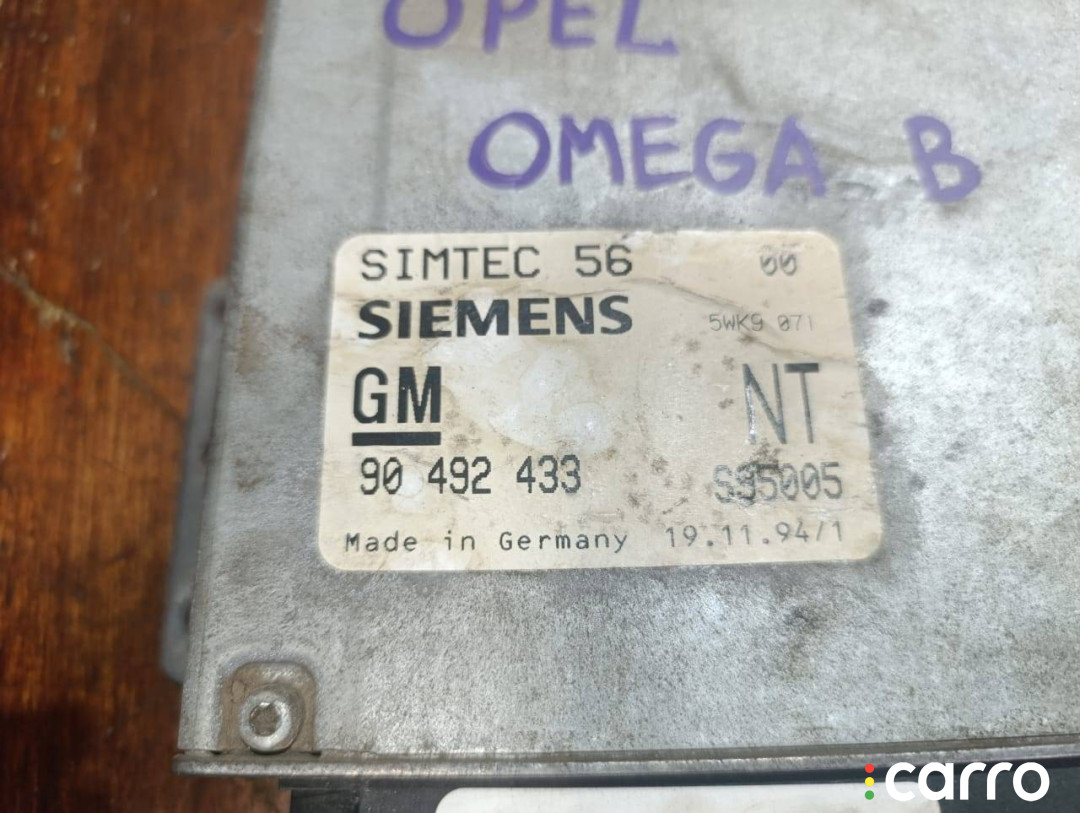 OPEL
OMEGA B
SIMTEC 56 00
SIEMENS 5WK9 071
GM NT
90 492 433 S35005
Made in Germany 19.11.94/1
carro